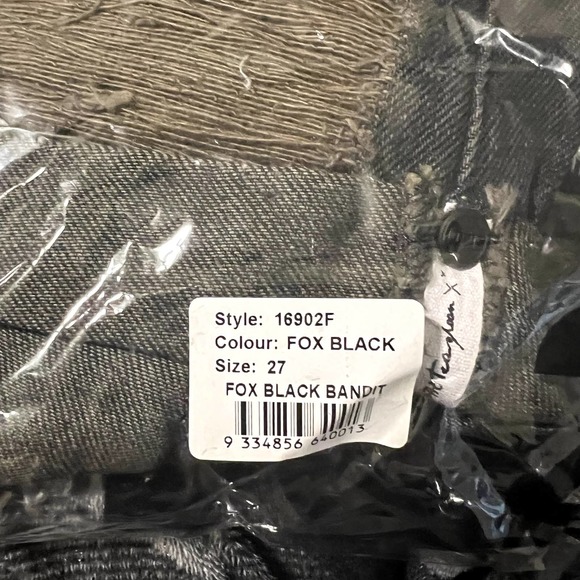 Style: 16902F
Colour: FOX BLACK
Size: 27
FOX BLACK BANDIT
9 334856 640013
X